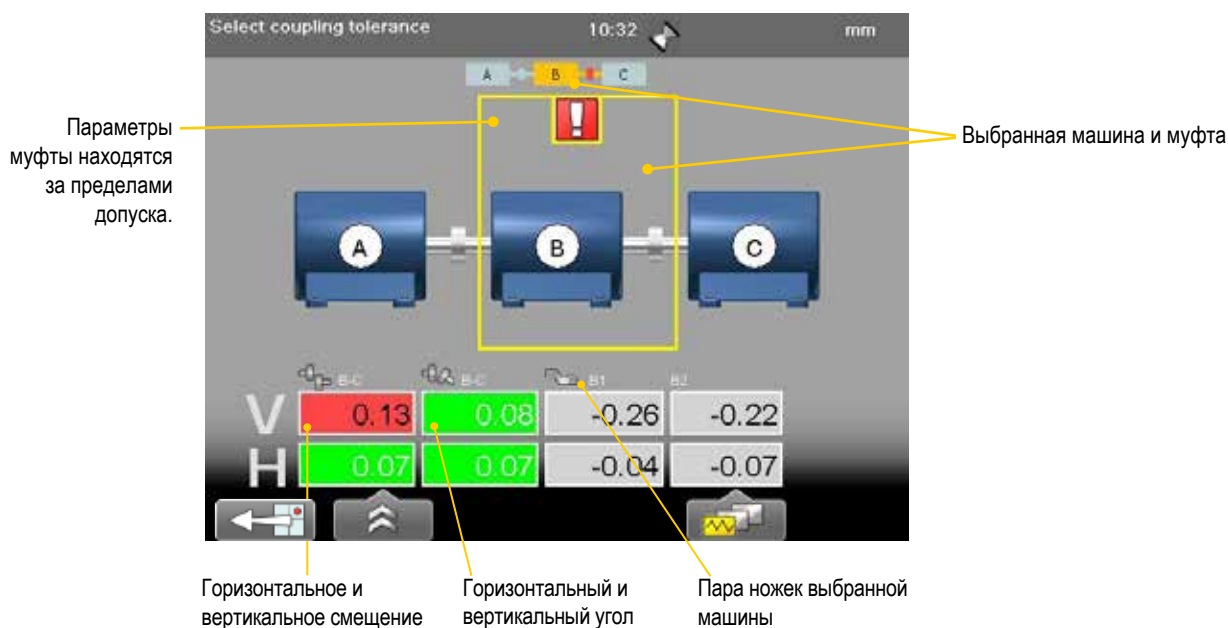 Select coupling tolerance 10:32 mm
A B C
Параметры
муфты находятся
за пределами
допуска.
Выбранная машина и муфта
A B C
B-C B-C B1 B2
V 0.13 0.08 -0.26 -0.22
H 0.07 0.07 -0.04 -0.07
Горизонтальное и
вертикальное смещение
Горизонтальный и
вертикальный угол
Пара ножек выбранной
машины